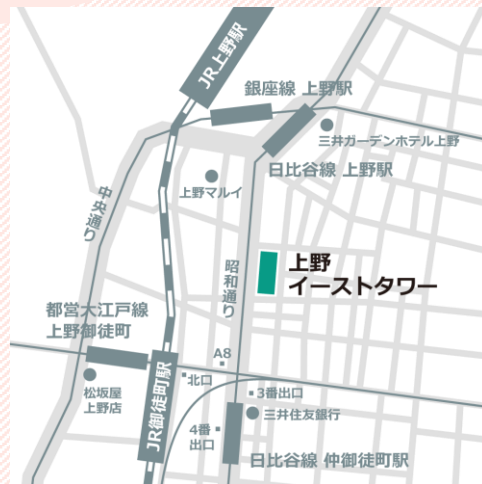 JR上野駅
銀座線 上野駅
三井ガーデンホテル上野
日比谷線 上野駅
上野マルイ
中央通り
昭和通り
上野
イーストタワー
都営大江戸線
上野御徒町
A8
北口
JR御徒町駅
松坂屋
上野店
3番出口
三井住友銀行
4番
出口
日比谷線 仲御徒町駅